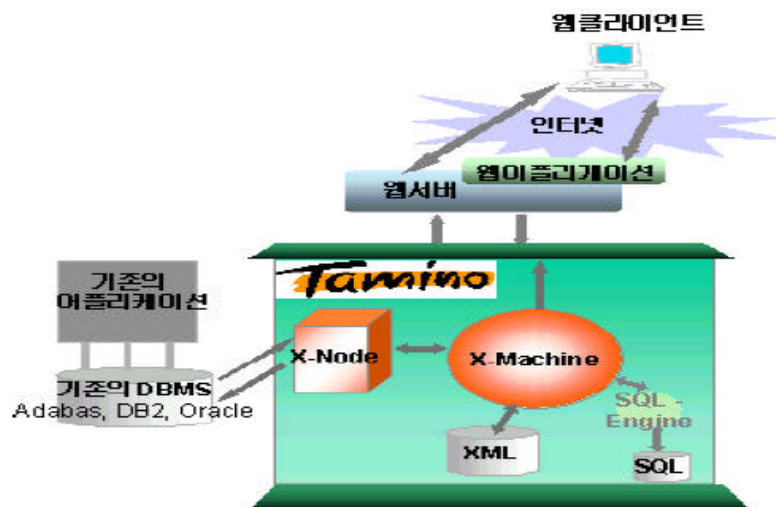 웹클라이언트
인터넷
웹어플리게이션
웹서버
Tamino
기존의
어플리케이션
X-Node
X-Machine
기존의 DBMS
Adabas, DB2, Oracle
SQL -
Engine
XML
SQL